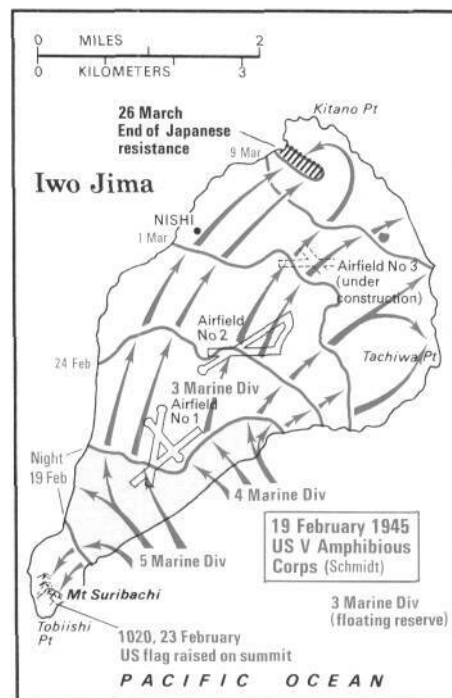 0 MILES 2
0 KILOMETERS 3
Kitano Pt
26 March
End of Japanese
resistance
9 Mar
Iwo Jima
NISHI
1 Mar
Airfield No 3
(under
construction)
Airfield
No 2
Tachiwa Pt
24 Feb
3 Marine Div
Airfield
No 1
Night
19 Feb
4 Marine Div
5 Marine Div
19 February 1945
US V Amphibious
Corps (Schmidt)
3 Marine Div
(floating reserve)
Mt Suribachi
Tobiishi
Pt
1020, 23 February
US flag raised on summit
PACIFIC OCEAN